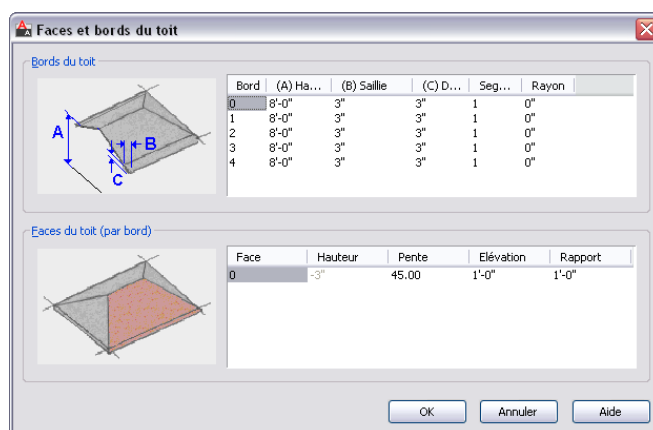 Faces et bords du toit
Bords du toit
A
B
C
Bord (A) Ha... (B) Saillie (C) D... Seg... Rayon
0 8'-0" 3" 3" 1 0"
1 8'-0" 3" 3" 1 0"
2 8'-0" 3" 3" 1 0"
3 8'-0" 3" 3" 1 0"
4 8'-0" 3" 3" 1 0"
Faces du toit (par bord)
Face Hauteur Pente Elévation Rapport
0 -3" 45.00 1'-0" 1'-0"
OK Annuler Aide